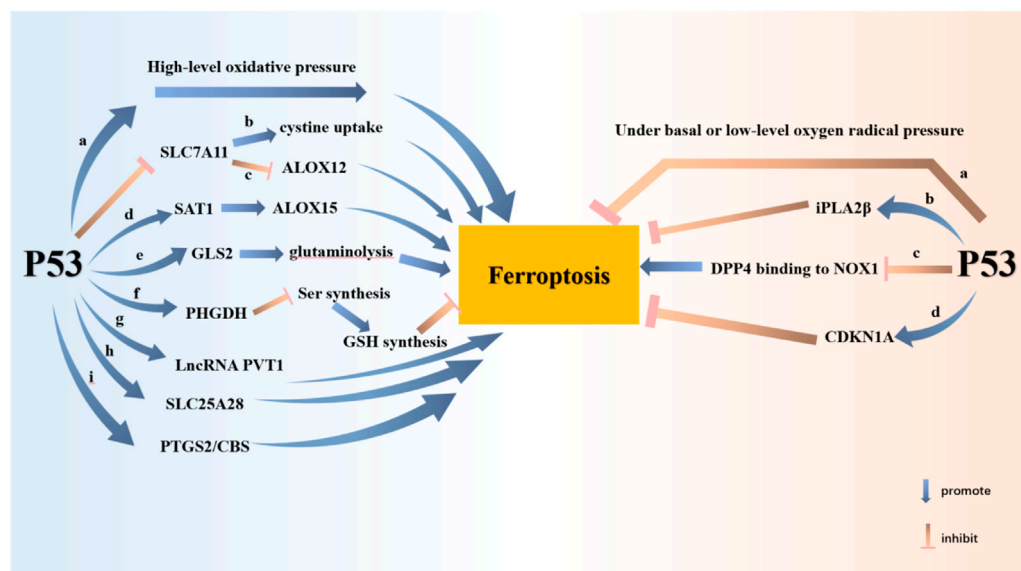 High-level oxidative pressure
a
b
cystine uptake
SLC7A11
c
ALOX12
d
SAT1
ALOX15
P53
e
GLS2
glutaminolysis
f
PHGDH
Ser synthesis
g
GSH synthesis
h
LncRNA PVT1
i
SLC25A28
PTGS2/CBS
Ferroptosis
Under basal or low-level oxygen radical pressure
a
iPLA2β
b
DPP4 binding to NOX1
c
P53
CDKN1A
d
promote
inhibit